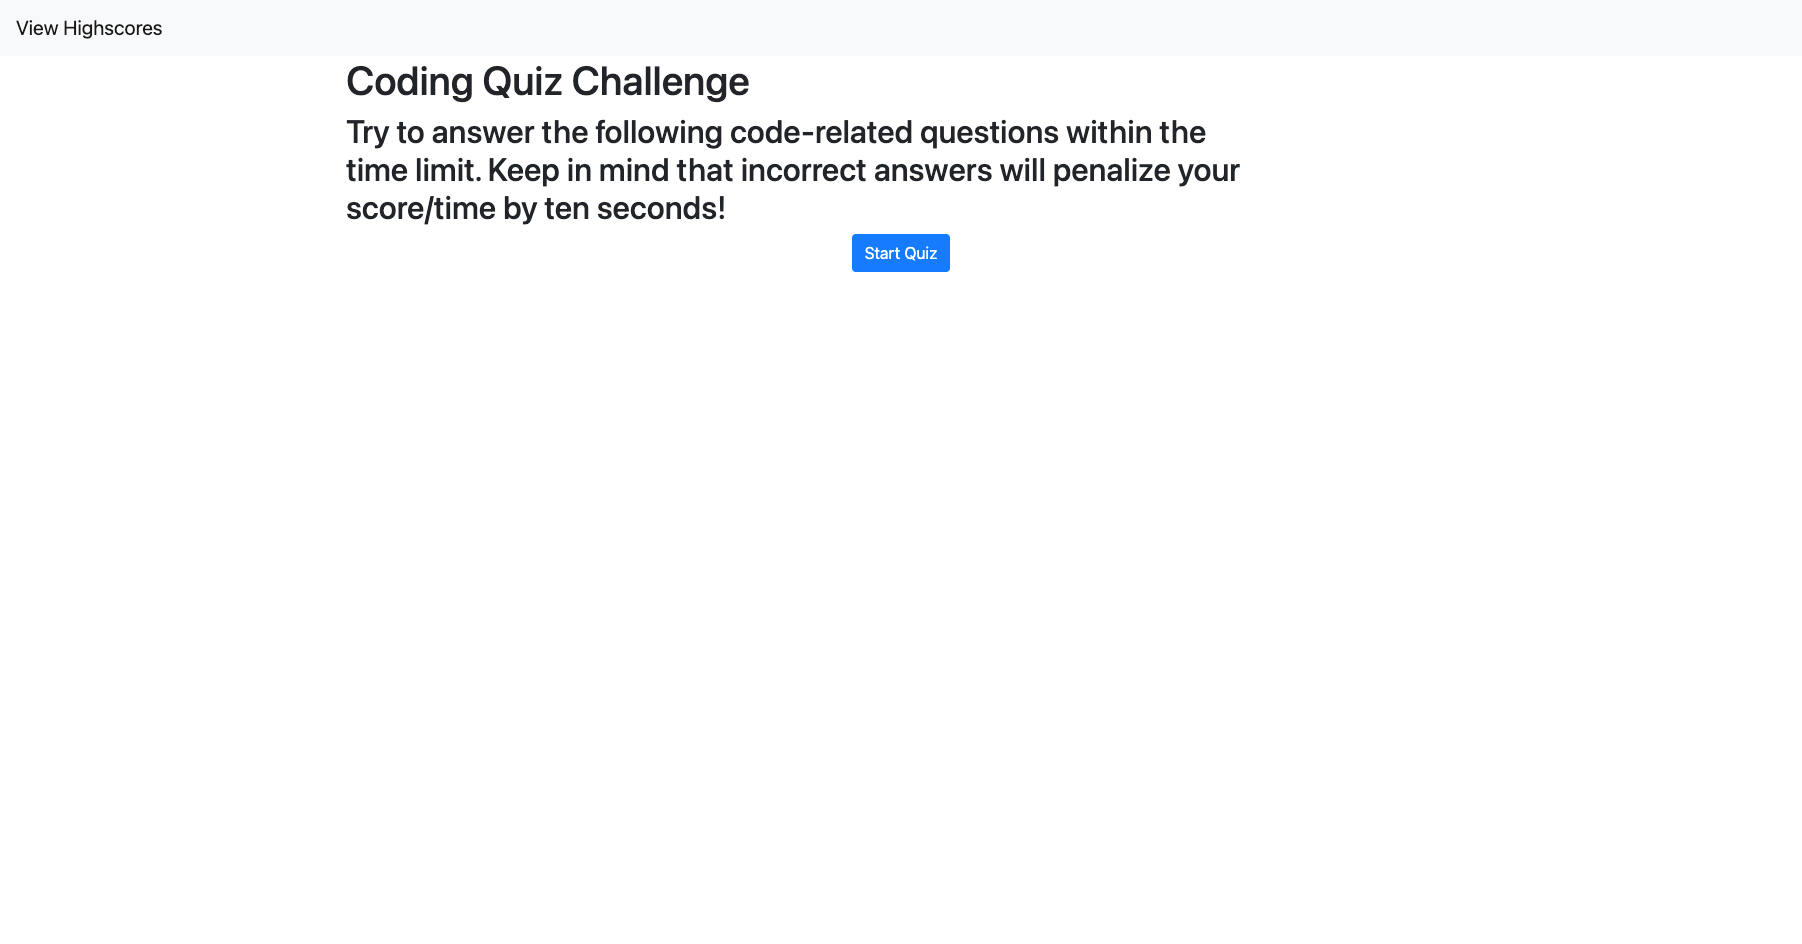 View Highscores
Coding Quiz Challenge
Try to answer the following code-related questions within the
time limit. Keep in mind that incorrect answers will penalize your
score/time by ten seconds!
Start Quiz